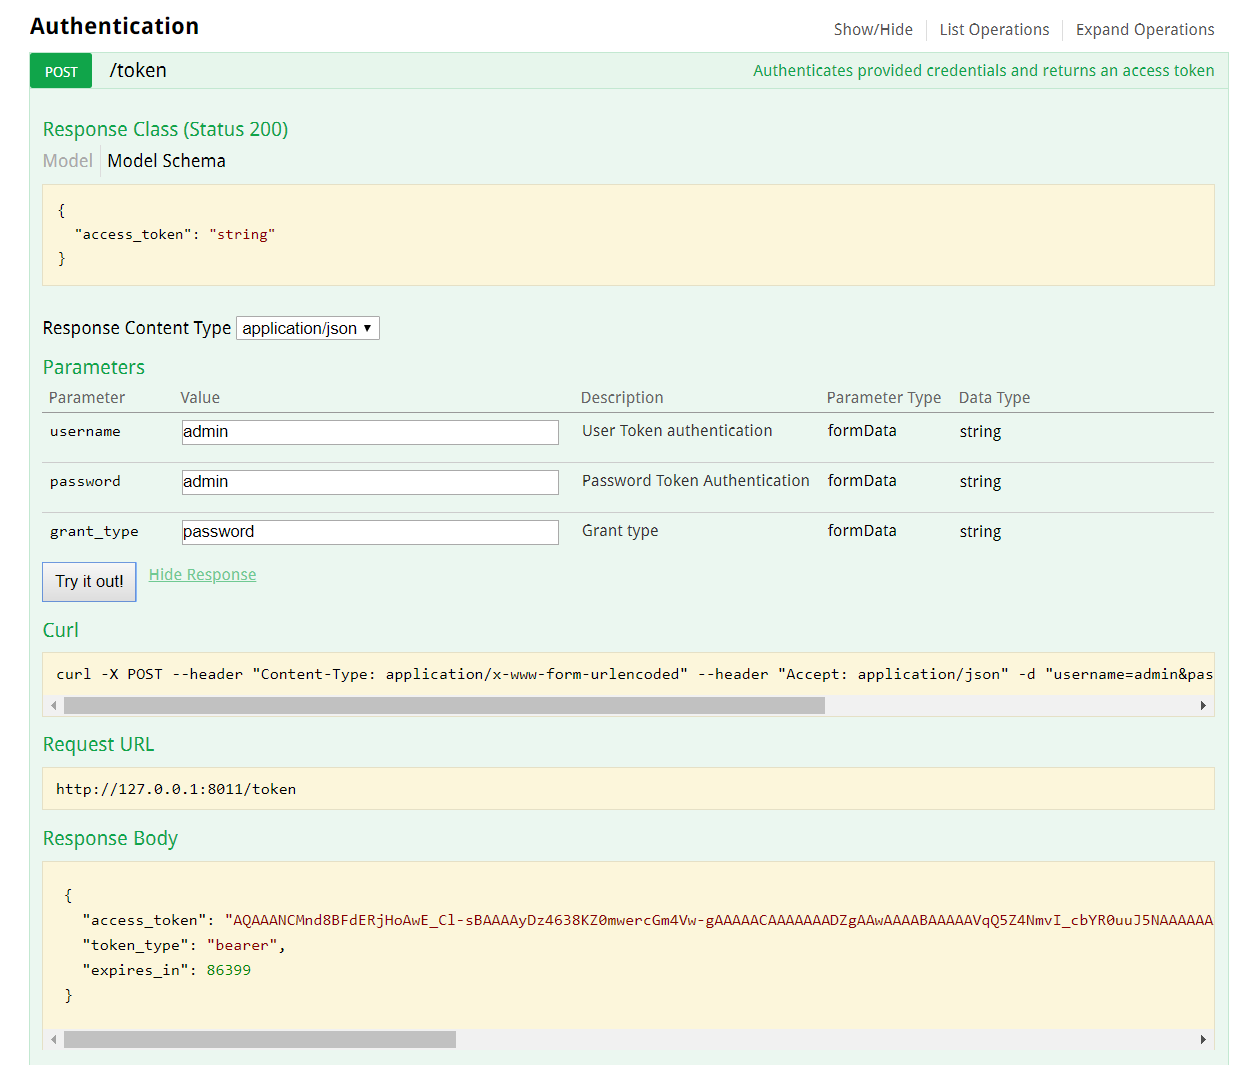 Authentication
Show/Hide
List Operations
Expand Operations
POST
/token
Authenticates provided credentials and returns an access token
Response Class (Status 200)
Model
Model Schema
{
"access_token": "string"
}
Response Content Type application/json
Parameters
Parameter Value Description Parameter Type Data Type
username admin User Token authentication formData string
password admin Password Token Authentication formData string
grant_type password Grant type formData string
Try it out! Hide Response
Curl
curl -X POST --header "Content-Type: application/x-www-form-urlencoded" --header "Accept: application/json" -d "username=admin&pas
Request URL
http://127.0.0.1:8011/token
Response Body
{
"access_token": "AQAAANCMnd8BFdERjHoAwE_Cl-sBAAAAyDz4638KZ0mwercGm4Vw-gAAAAACAAAAAAADZgAAwAAAABAAAAAVqQ5Z4NmvI_cbYR0uuJ5NAAAAAA
"token_type": "bearer",
"expires_in": 86399
}